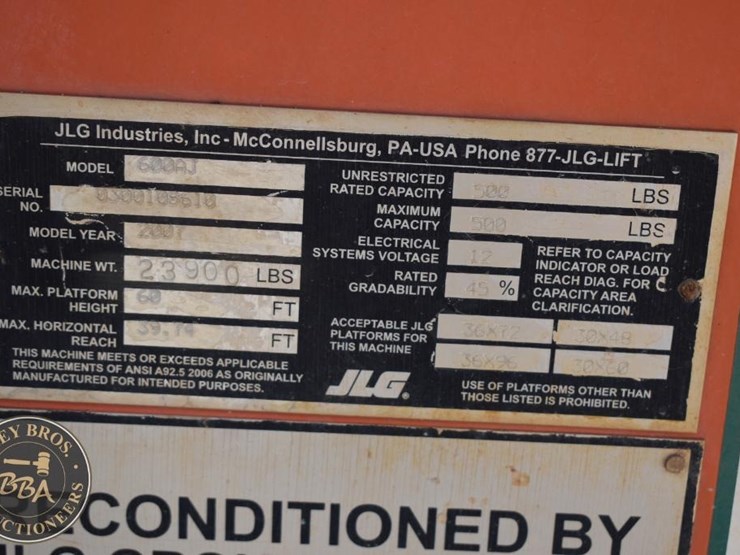 JLG Industries, Inc - McConnellsburg, PA-USA Phone 877-JLG-LIFT
MODEL 600AJ
SERIAL NO.
MODEL YEAR
MACHINE WT. 23900 LBS
MAX. PLATFORM HEIGHT 60 FT
MAX. HORIZONTAL REACH FT
THIS MACHINE MEETS OR EXCEEDS APPLICABLE
REQUIREMENTS OF ANSI A92.5 2006 AS ORIGINALLY
MANUFACTURED FOR INTENDED PURPOSES.
UNRESTRICTED RATED CAPACITY 500 LBS
MAXIMUM CAPACITY 500 LBS
ELECTRICAL SYSTEMS VOLTAGE 12
RATED GRADABILITY 45 %
REFER TO CAPACITY
INDICATOR OR LOAD
REACH DIAG. FOR
CAPACITY AREA
CLARIFICATION.
ACCEPTABLE JLG
PLATFORMS FOR
THIS MACHINE
36X72 30X48
36X96 30X60
JLG
USE OF PLATFORMS OTHER THAN
THOSE LISTED IS PROHIBITED.
CONDITIONED BY
EY BROS.
BBA
CTIONEERS